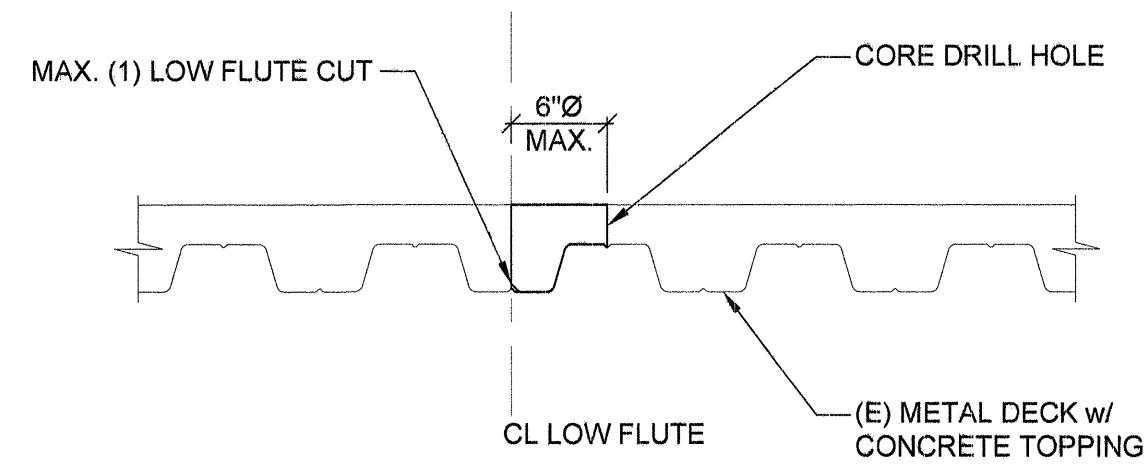 MAX. (1) LOW FLUTE CUT
6"Ø
MAX.
CORE DRILL HOLE
CL LOW FLUTE
(E) METAL DECK w/
CONCRETE TOPPING